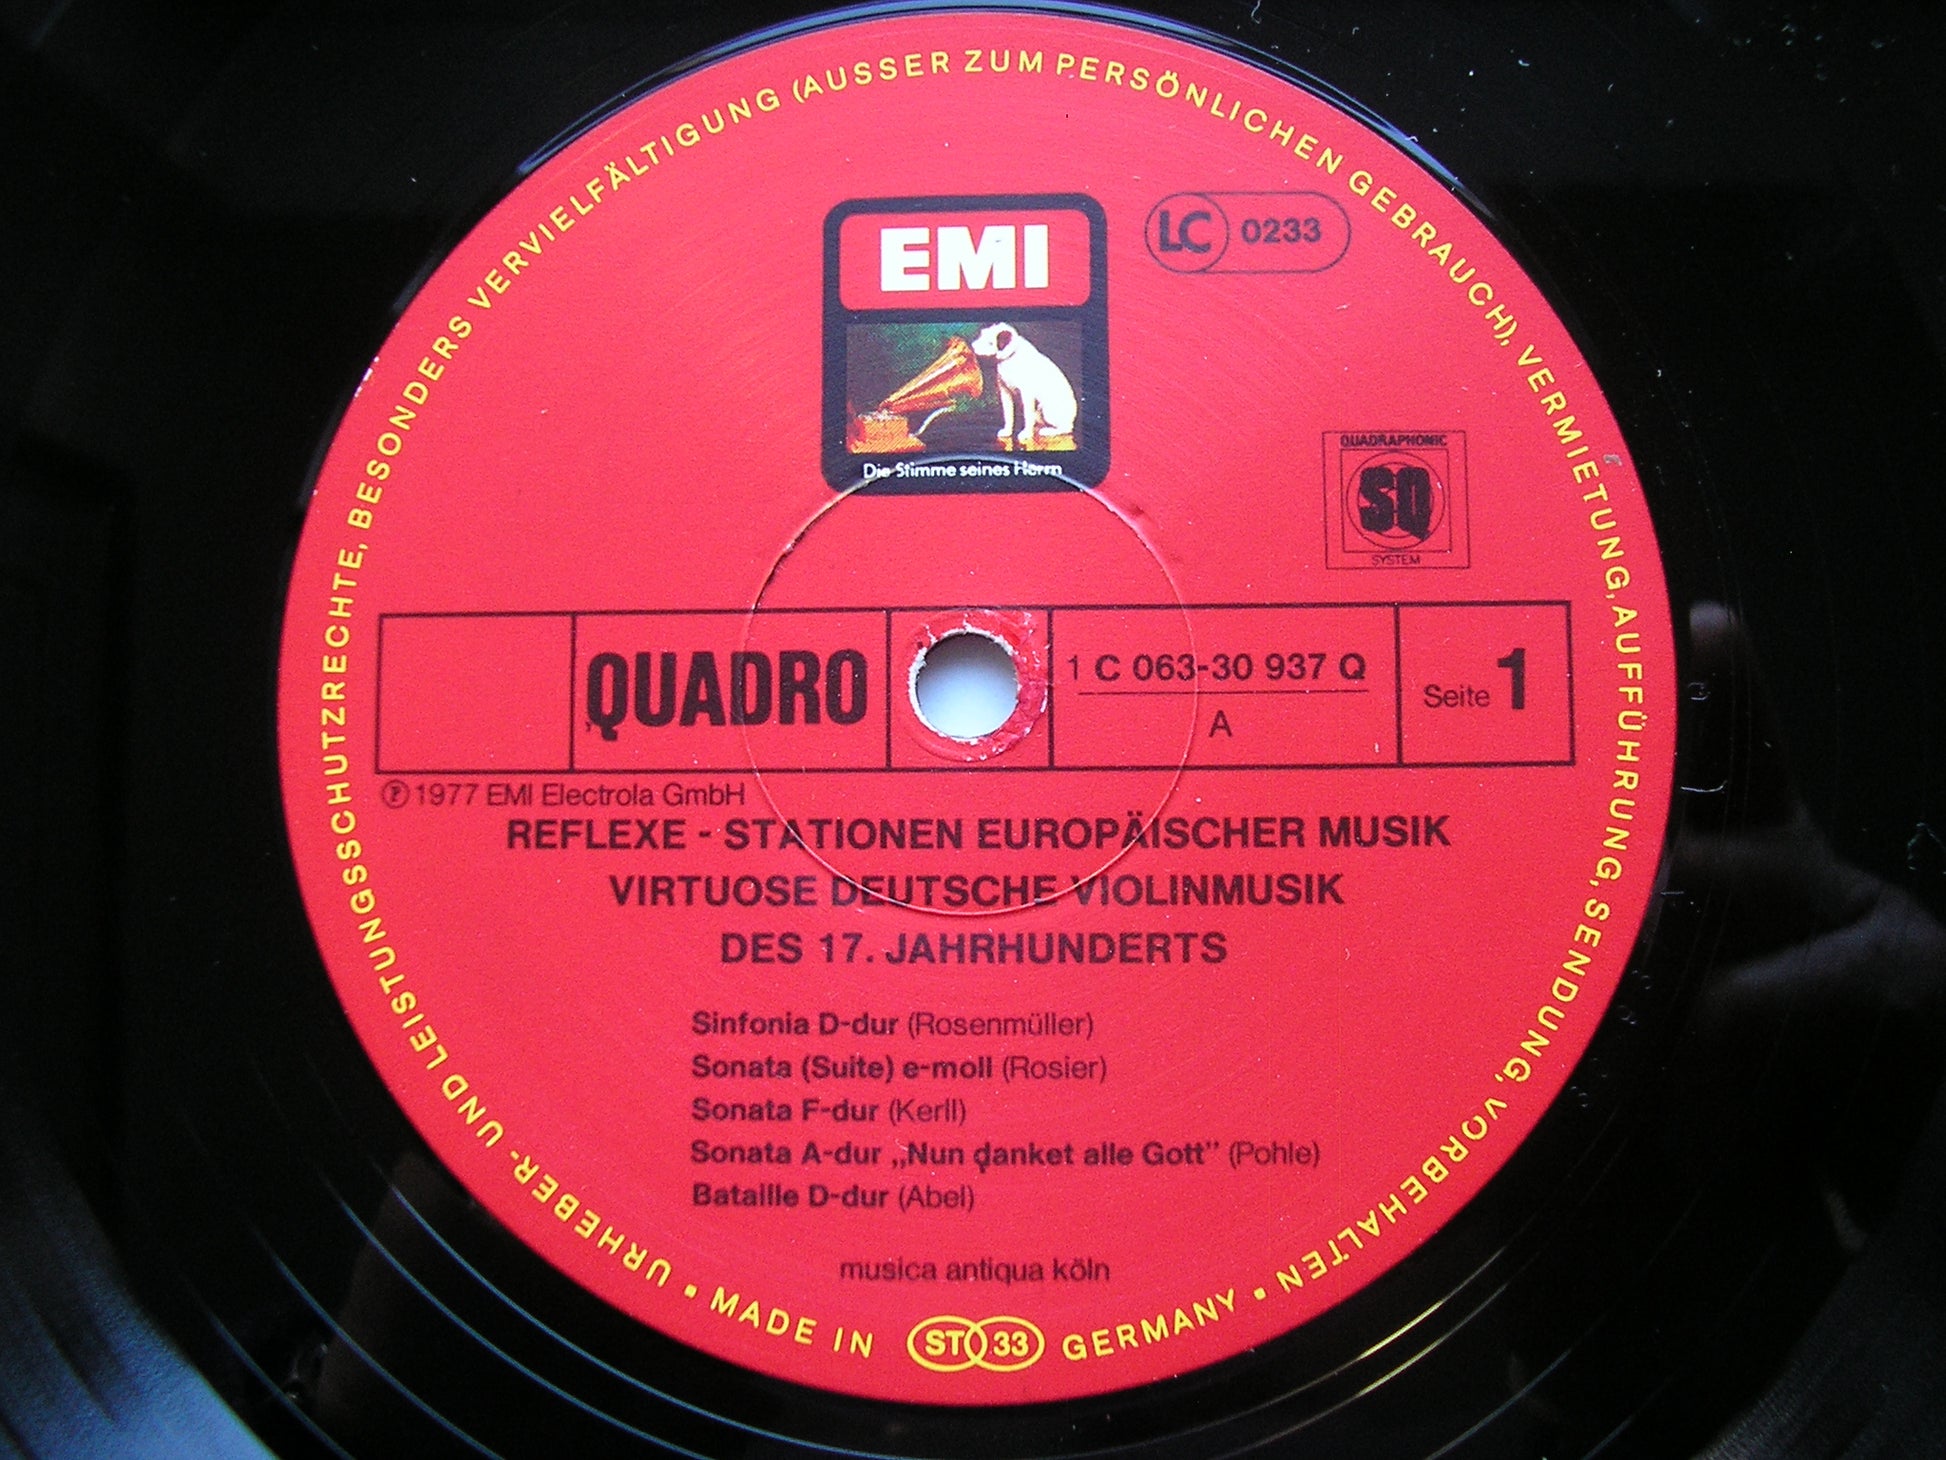 URHEBER- UND LEISTUNGSSCHUTZRECHTE, BESONDERS VERVIELFÄLTIGUNG (AUSSER ZUM PERSÖNLICHEN GEBRAUCH), VERMIETUNG, AUFFÜHRUNG, SENDUNG, VORBEHALTEN
EMI
LC 0233
Die Stimme seines Herrn
QUADRAPHONIC
SQ
SYSTEM
QUADRO
1 C 063-30 937 Q
A
Seite 1
Ⓟ 1977 EMI Electrola GmbH
REFLEXE - STATIONEN EUROPÄISCHER MUSIK
VIRTUOSE DEUTSCHE VIOLINMUSIK
DES 17. JAHRHUNDERTS
Sinfonia D-dur (Rosenmüller)
Sonata (Suite) e-moll (Rosier)
Sonata F-dur (Kerll)
Sonata A-dur „Nun danket alle Gott” (Pohle)
Bataille D-dur (Abel)
musica antiqua köln
MADE IN ST 33 GERMANY